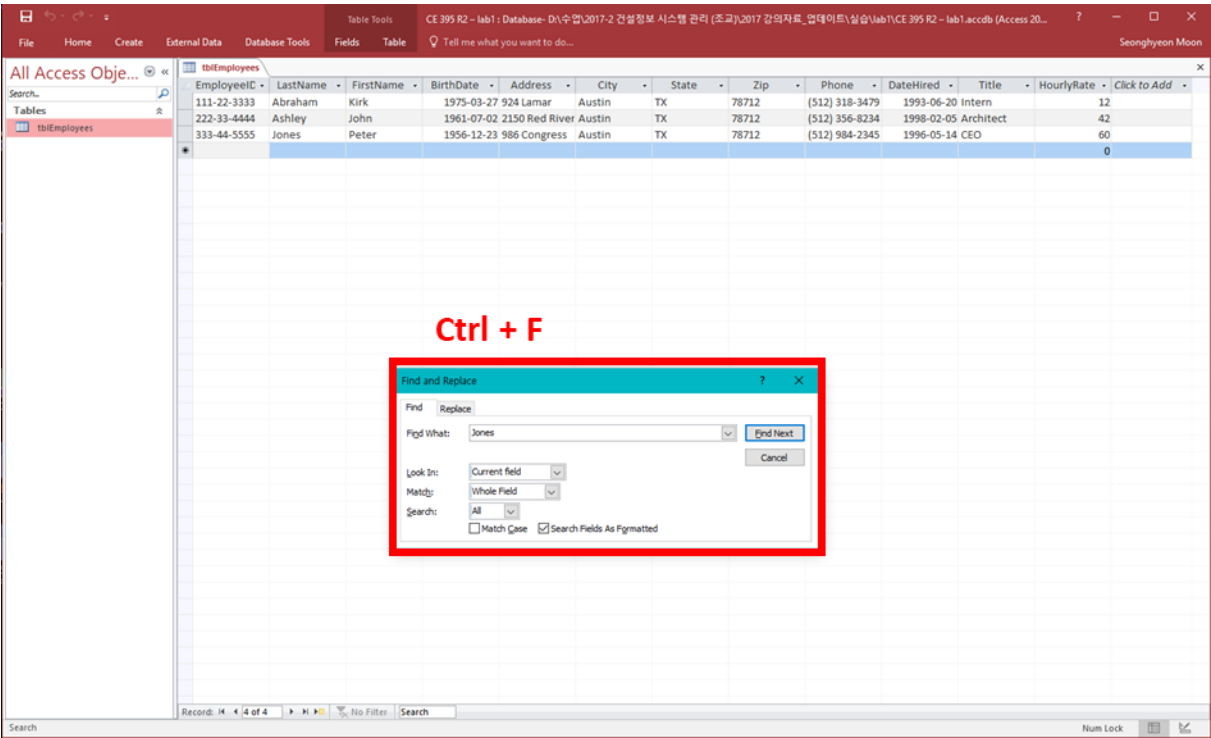 Table Tools
CE 395 R2 – lab1 : Database- D:\수업\2017-2 건설정보 시스템 관리 (조교)\2017 강의자료_업데이트\실습\lab1\CE 395 R2 – lab1.accdb (Access 20...
?
File Home Create External Data Database Tools Fields Table Tell me what you want to do... Seonghyeon Moon
All Access Obje... «
tblEmployees
Search..
Tables
tblEmployees
EmployeeID LastName FirstName BirthDate Address City State Zip Phone DateHired Title HourlyRate Click to Add
111-22-3333 Abraham Kirk 1975-03-27 924 Lamar Austin TX 78712 (512) 318-3479 1993-06-20 Intern 12
222-33-4444 Ashley John 1961-07-02 2150 Red River Austin TX 78712 (512) 356-8234 1998-02-05 Architect 42
333-44-5555 Jones Peter 1956-12-23 986 Congress Austin TX 78712 (512) 984-2345 1996-05-14 CEO 60
0
Ctrl + F
Find and Replace ?
Find Replace
Find What: Jones Find Next
Cancel
Look In: Current field
Match: Whole Field
Search: All
Match Case Search Fields As Formatted
Record: 4 of 4 No Filter Search
Search Num Lock